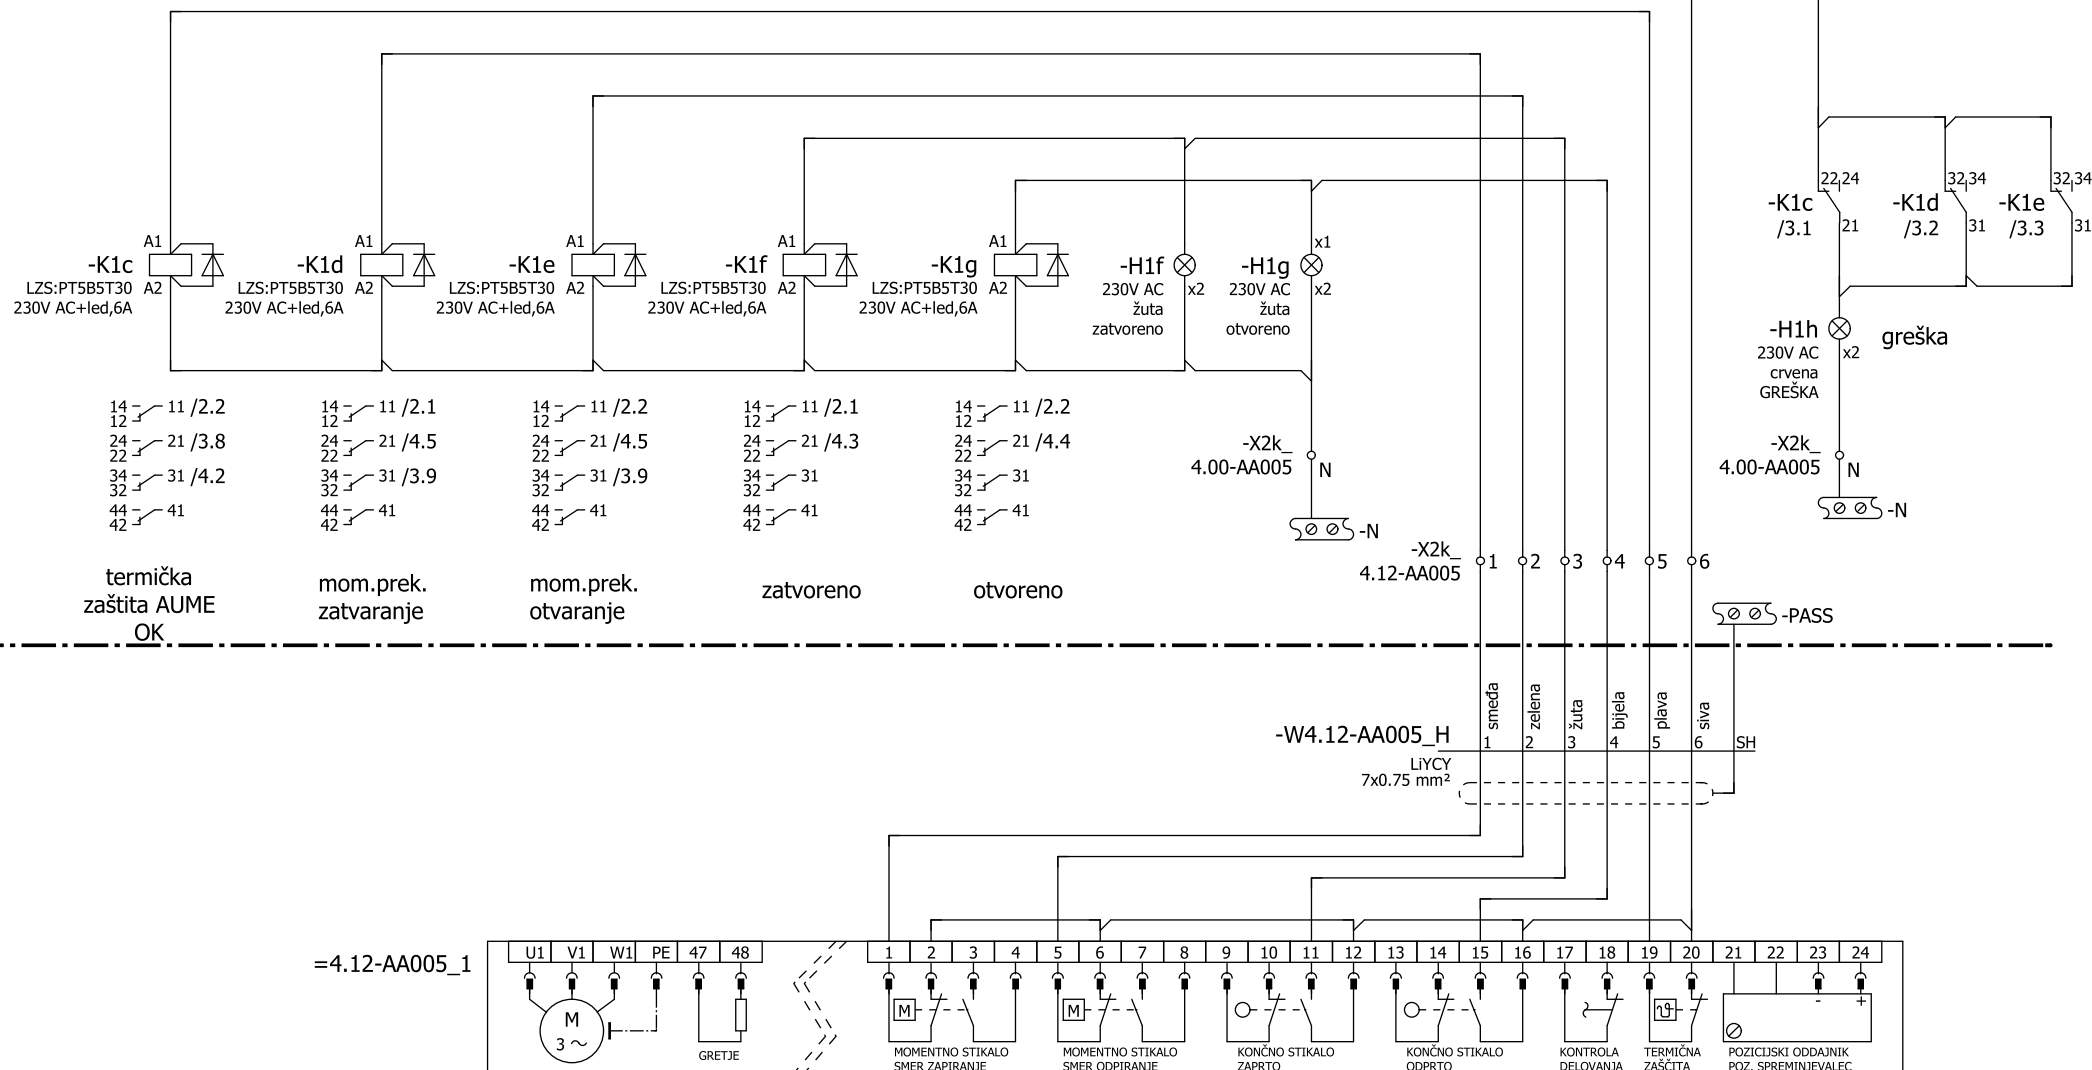 22 24
32 34
32 34
-K1c
/3.1
21
-K1d
/3.2
31
-K1e
/3.3
31
A1
-K1c
A2
LZS:PT5B5T30
230V AC+led,6A
A1
-K1d
A2
LZS:PT5B5T30
230V AC+led,6A
A1
-K1e
A2
LZS:PT5B5T30
230V AC+led,6A
A1
-K1f
A2
LZS:PT5B5T30
230V AC+led,6A
A1
-K1g
A2
LZS:PT5B5T30
230V AC+led,6A
-H1f
x2
230V AC
žuta
zatvoreno
x1
-H1g
x2
230V AC
žuta
otvoreno
-H1h
x2
230V AC
crvena
GREŠKA
greška
14 11 /2.2
12
24 21 /3.8
22
34 31 /4.2
32
44 41
42
14 11 /2.1
12
24 21 /4.5
22
34 31 /3.9
32
44 41
42
14 11 /2.2
12
24 21 /4.5
22
34 31 /3.9
32
44 41
42
14 11 /2.1
12
24 21 /4.3
22
34 31
32
44 41
42
14 11 /2.2
12
24 21 /4.4
22
34 31
32
44 41
42
-X2k_
4.00-AA005
N
-N
-X2k_
4.00-AA005
N
-N
termička
zaštita AUME
OK
mom.prek.
zatvaranje
mom.prek.
otvaranje
zatvoreno
otvoreno
-X2k_
4.12-AA005
1 2 3 4 5 6
-PASS
smeđa
zelena
žuta
bijela
plava
siva
-W4.12-AA005_H
1 2 3 4 5 6 SH
LiYCY
7x0.75 mm²
=4.12-AA005_1
U1 V1 W1 PE 47 48
1 2 3 4 5 6 7 8 9 10 11 12 13 14 15 16 17 18 19 20 21 22 23 24
M
3 ~
GRETJE
M
M
- +
MOMENTNO STIKALO
SMER ZAPIRANJE
MOMENTNO STIKALO
SMER ODPIRANJE
KONČNO STIKALO
ZAPRTO
KONČNO STIKALO
ODPRTO
KONTROLA
DELOVANJA
TERMIČNA
ZAŠČITA
POZICIJSKI ODDAJNIK
POZ. SPREMINJEVALEC